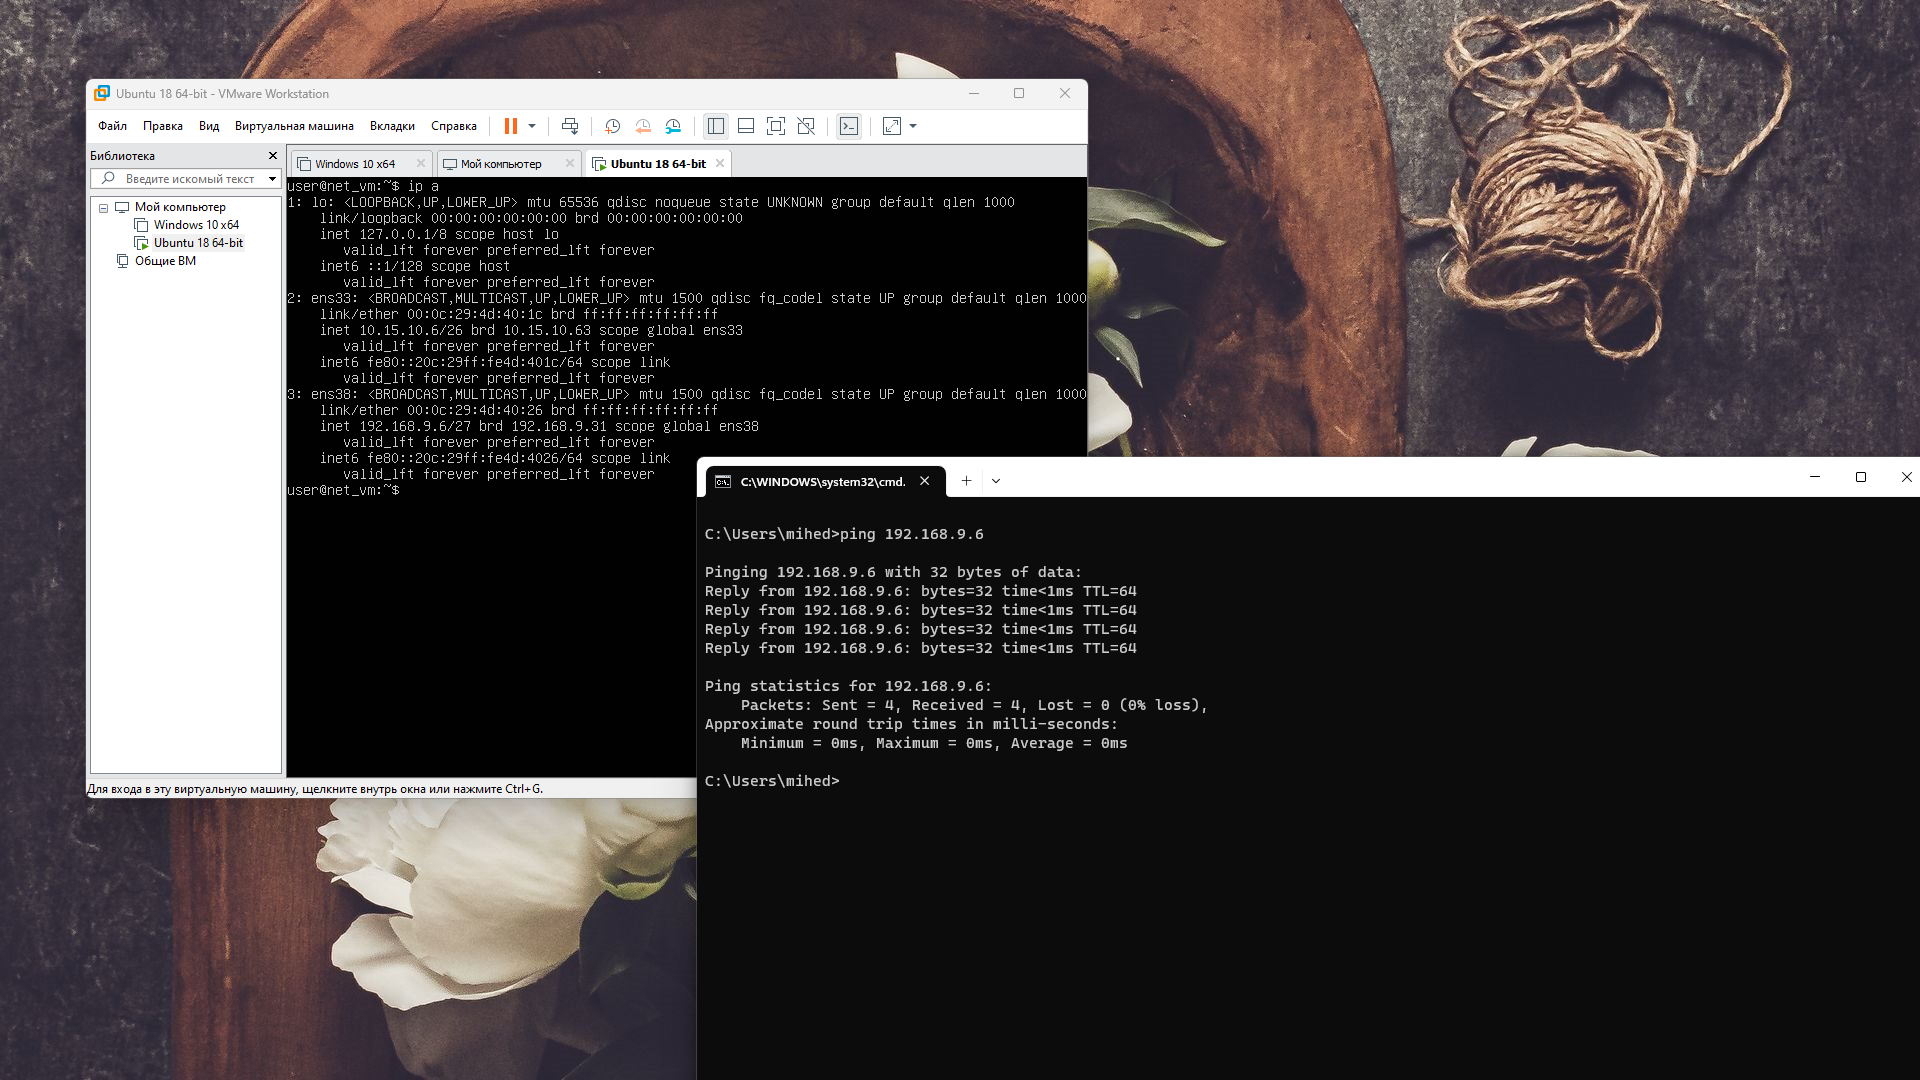 Ubuntu 18 64-bit - VMware Workstation
Файл Правка Вид Виртуальная машина Вкладки Справка
Библиотека
Введите искомый текст
Мой компьютер
Windows 10 x64
Ubuntu 18 64-bit
Общие ВМ
Windows 10 x64 Мой компьютер Ubuntu 18 64-bit
user@net_vm:~$ ip a
1: lo: <LOOPBACK,UP,LOWER_UP> mtu 65536 qdisc noqueue state UNKNOWN group default qlen 1000
link/loopback 00:00:00:00:00:00 brd 00:00:00:00:00:00
inet 127.0.0.1/8 scope host lo
valid_lft forever preferred_lft forever
inet6 ::1/128 scope host
valid_lft forever preferred_lft forever
2: ens33: <BROADCAST,MULTICAST,UP,LOWER_UP> mtu 1500 qdisc fq_codel state UP group default qlen 1000
link/ether 00:0c:29:4d:40:1c brd ff:ff:ff:ff:ff:ff
inet 10.15.10.6/26 brd 10.15.10.63 scope global ens33
valid_lft forever preferred_lft forever
inet6 fe80::20c:29ff:fe4d:401c/64 scope link
valid_lft forever preferred_lft forever
3: ens38: <BROADCAST,MULTICAST,UP,LOWER_UP> mtu 1500 qdisc fq_codel state UP group default qlen 1000
link/ether 00:0c:29:4d:40:26 brd ff:ff:ff:ff:ff:ff
inet 192.168.9.6/27 brd 192.168.9.31 scope global ens38
valid_lft forever preferred_lft forever
inet6 fe80::20c:29ff:fe4d:4026/64 scope link
valid_lft forever preferred_lft forever
user@net_vm:~$
Для входа в эту виртуальную машину, щелкните внутрь окна или нажмите Ctrl+G.
C:\WINDOWS\system32\cmd.
C:\Users\mihed>ping 192.168.9.6
Pinging 192.168.9.6 with 32 bytes of data:
Reply from 192.168.9.6: bytes=32 time<1ms TTL=64
Reply from 192.168.9.6: bytes=32 time<1ms TTL=64
Reply from 192.168.9.6: bytes=32 time<1ms TTL=64
Reply from 192.168.9.6: bytes=32 time<1ms TTL=64
Ping statistics for 192.168.9.6:
Packets: Sent = 4, Received = 4, Lost = 0 (0% loss),
Approximate round trip times in milli-seconds:
Minimum = 0ms, Maximum = 0ms, Average = 0ms
C:\Users\mihed>